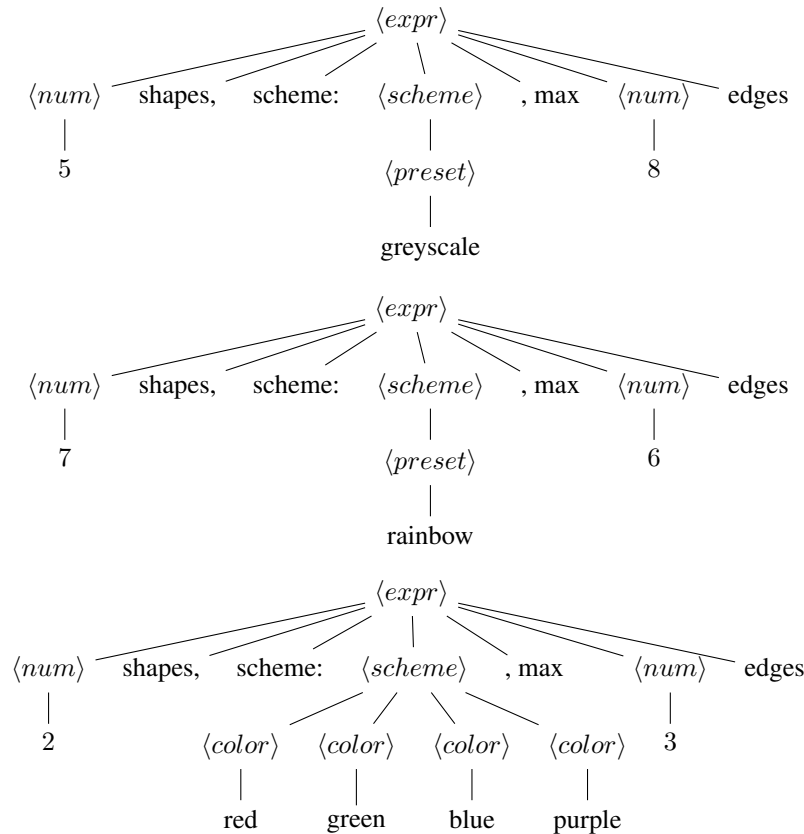 ⟨expr⟩
⟨num⟩ shapes, scheme: ⟨scheme⟩ , max ⟨num⟩ edges
5 ⟨preset⟩ 8
greyscale
⟨expr⟩
⟨num⟩ shapes, scheme: ⟨scheme⟩ , max ⟨num⟩ edges
7 ⟨preset⟩ 6
rainbow
⟨expr⟩
⟨num⟩ shapes, scheme: ⟨scheme⟩ , max ⟨num⟩ edges
2 ⟨color⟩ ⟨color⟩ ⟨color⟩ ⟨color⟩ 3
red green blue purple